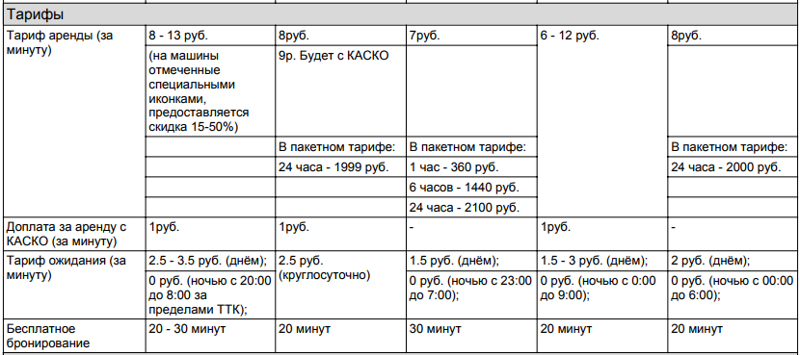 Тарифы
Тариф аренды (за 8 - 13 руб. 8руб. 7руб. 6 - 12 руб. 8руб.
минуту) (на машины 9р. Будет с КАСКО
отмеченные
специальными
иконками,
предоставляется
скидка 15-50%)
В пакетном тарифе: В пакетном тарифе: В пакетном тарифе:
24 часа - 1999 руб. 1 час - 360 руб. 24 часа - 2000 руб.
6 часов - 1440 руб.
24 часа - 2100 руб.
Доплата за аренду с 1руб. 1руб. - 1руб. -
КАСКО (за минуту)
Тариф ожидания (за 2.5 - 3.5 руб. (днём); 2.5 руб. 1.5 руб. (днём); 1.5 - 3 руб. (днём); 2 руб. (днём);
минуту) 0 руб. (ночью с 20:00 (круглосуточно) 0 руб. (ночью с 23:00 0 руб. (ночью с 0:00 0 руб. (ночью с 00:00
до 8:00 за до 7:00); до 9:00); до 6:00);
пределами ТТК);
Бесплатное 20 - 30 минут 20 минут 30 минут 20 минут 20 минут
бронирование